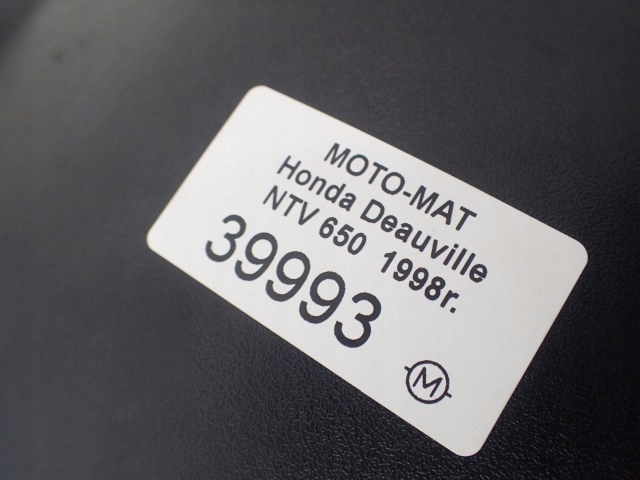 MOTO-MAT
Honda Deauville
NTV 650 1998r.
39993
M